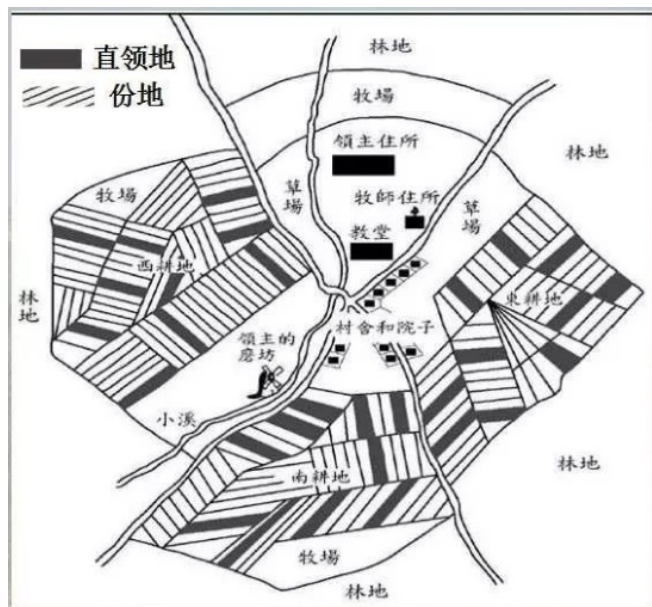 林地
直领地
份地
牧場
領主住所
林地
牧師住所
牧場
草場
草場
教堂
西耕地
東耕地
林地
村會和院子
領主的
磨坊
小溪
林地
南耕地
牧場
林地